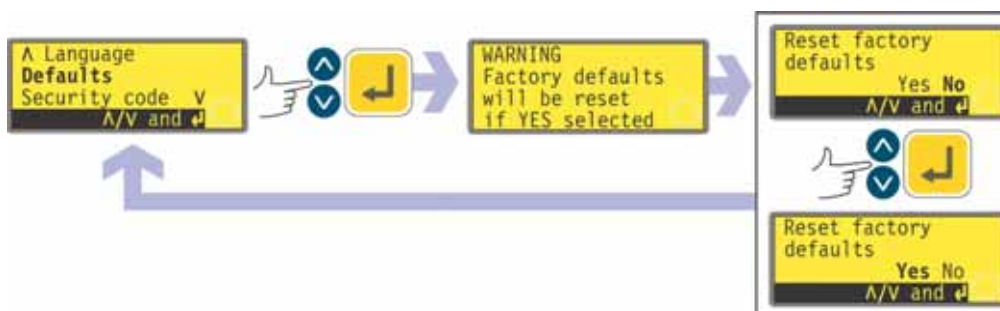 ∧ Language
Defaults
Security code ∨
∧/∨ and ↵
WARNING
Factory defaults
will be reset
if YES selected
Reset factory
defaults
Yes No
∧/∨ and ↵
Reset factory
defaults
Yes No
∧/∨ and ↵